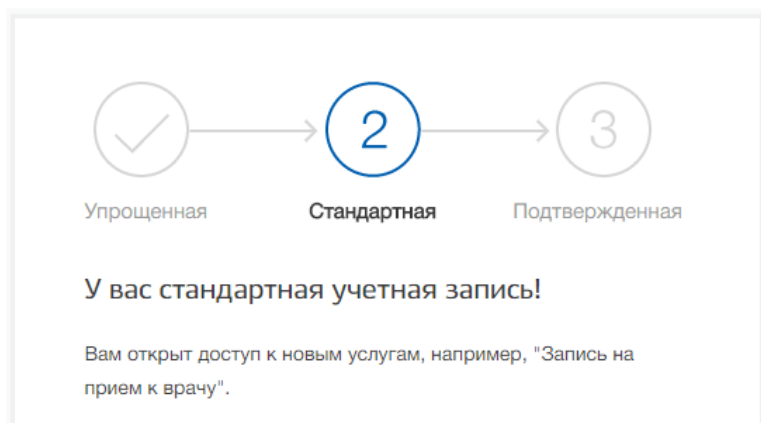 2
3
Упрощенная
Стандартная
Подтвержденная
У вас стандартная учетная запись!
Вам открыт доступ к новым услугам, например, "Запись на
прием к врачу".